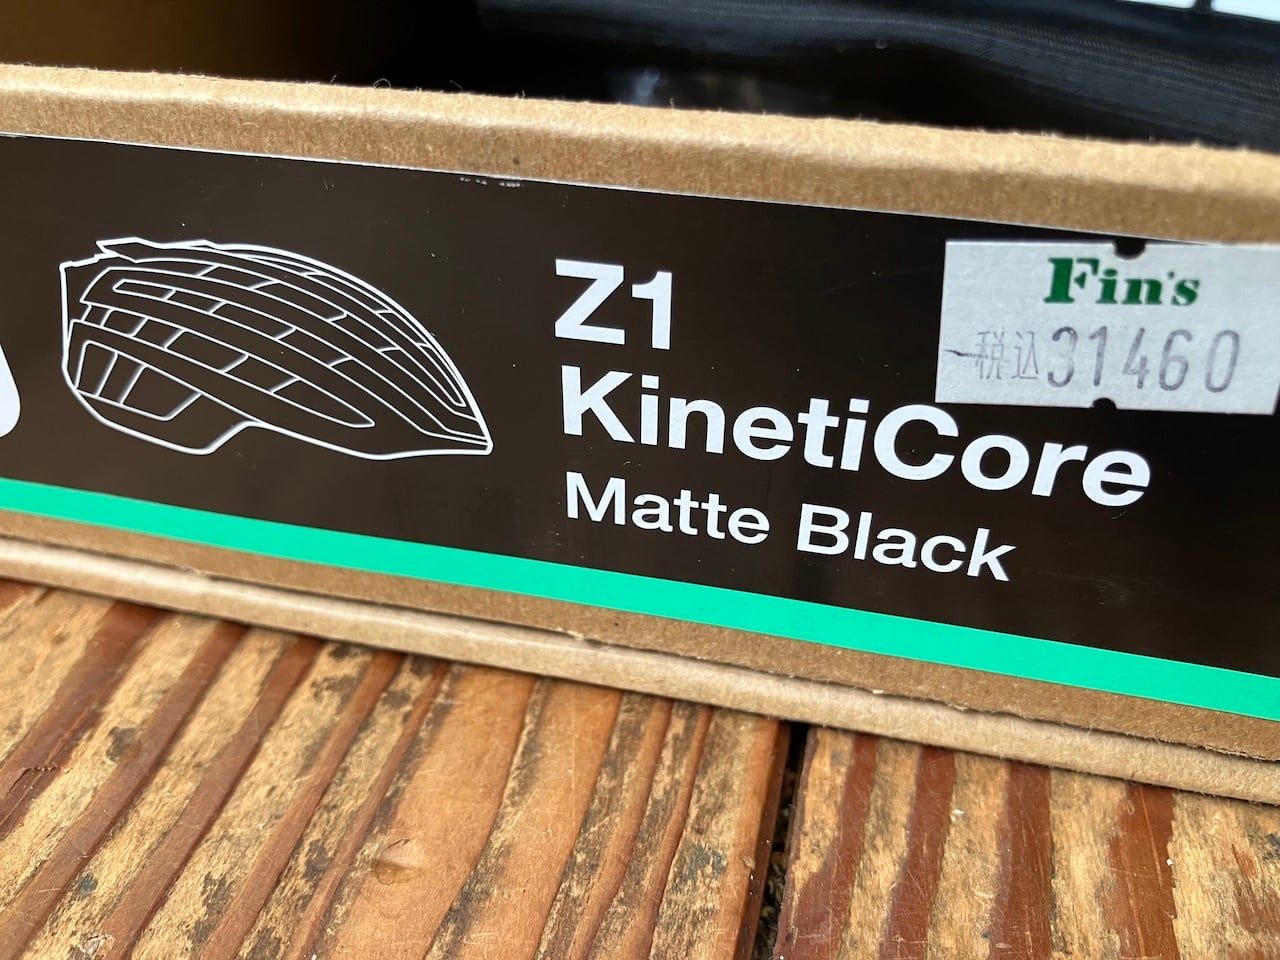 Z1
KinetiCore
Matte Black
Fin's
税込31460